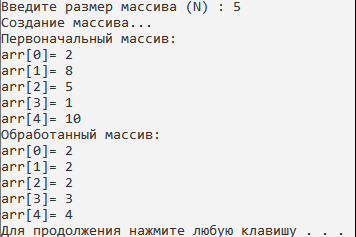 Введите размер массива (N) : 5
Создание массива...
Первоначальный массив:
arr[0]= 2
arr[1]= 8
arr[2]= 5
arr[3]= 1
arr[4]= 10
Обработанный массив:
arr[0]= 2
arr[1]= 2
arr[2]= 2
arr[3]= 3
arr[4]= 4
Для продолжения нажмите любую клавишу . . .